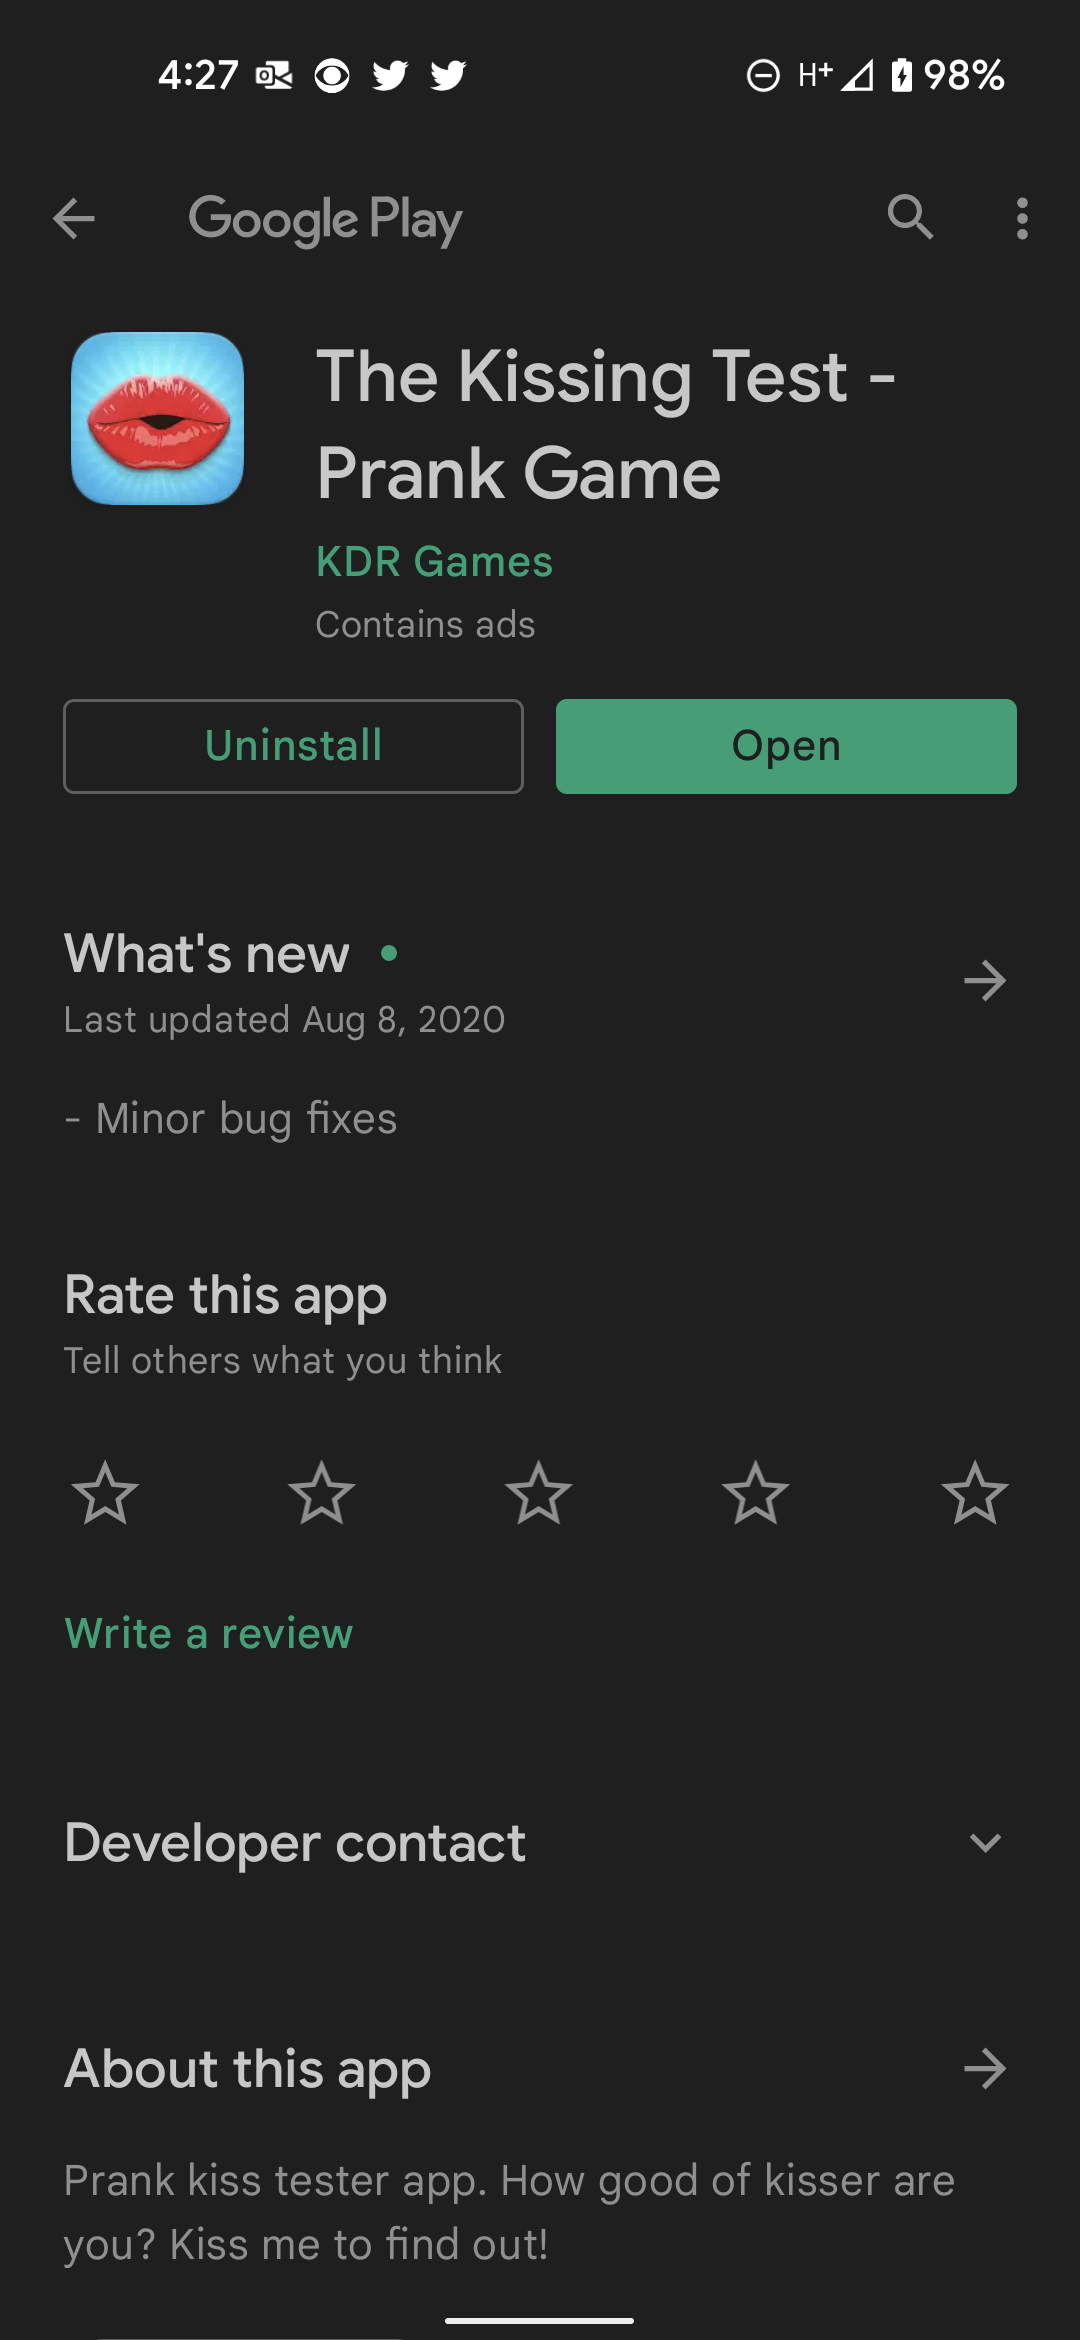 4:27 H+ 98%
Google Play
The Kissing Test -
Prank Game
KDR Games
Contains ads
Uninstall
Open
What's new
Last updated Aug 8, 2020
- Minor bug fixes
Rate this app
Tell others what you think
Write a review
Developer contact
About this app
Prank kiss tester app. How good of kisser are
you? Kiss me to find out!